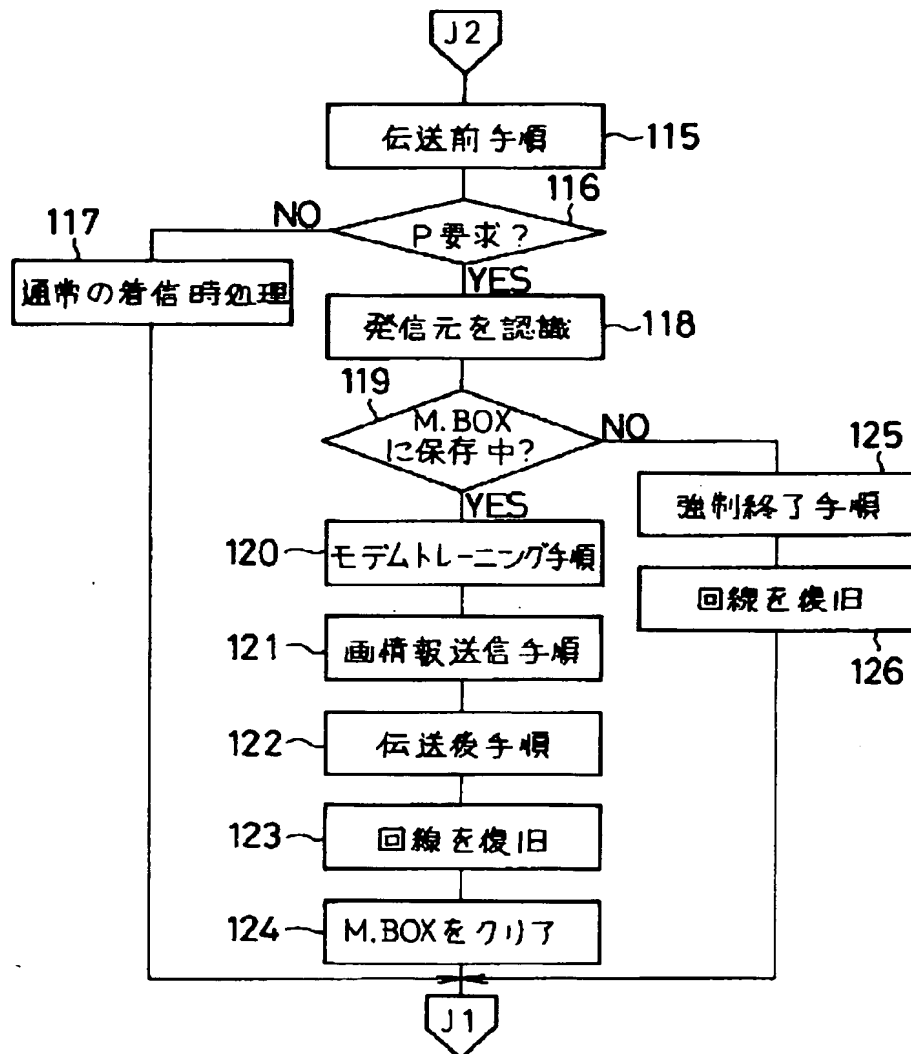 J2
伝送前手順
115
116
P要求？
NO
YES
117
通常の着信時処理
発信元を認識
118
119
M.BOX
に保存中？
NO
YES
125
強制終了手順
回線を復旧
126
120
モデムトレーニング手順
121
画情報送信手順
122
伝送後手順
123
回線を復旧
124
M.BOXをクリア
J1